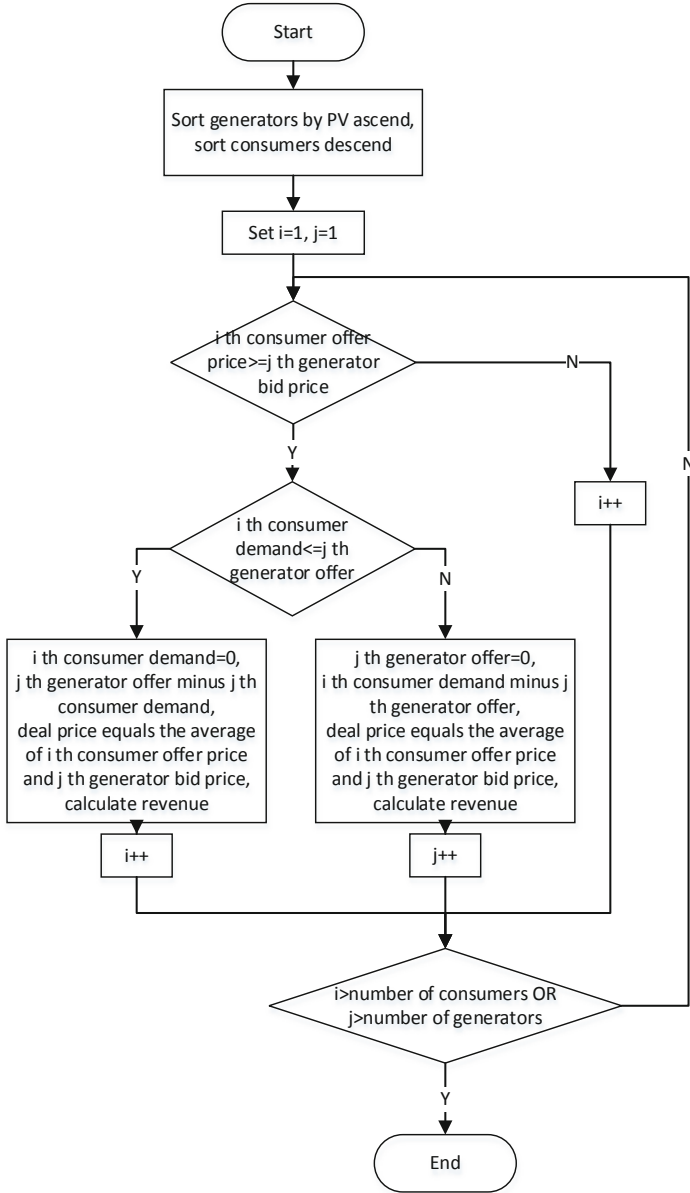 Start
Sort generators by PV ascend,
sort consumers descend
Set i=1, j=1
i th consumer offer
price>=j th generator
bid price
N
Y
N
i++
i th consumer
demand<=j th
generator offer
Y
N
i th consumer demand=0,
j th generator offer minus j th
consumer demand,
deal price equals the average
of i th consumer offer price
and j th generator bid price,
calculate revenue
j th generator offer=0,
i th consumer demand minus j
th generator offer,
deal price equals the average
of i th consumer offer price
and j th generator bid price,
calculate revenue
i++
j++
i>number of consumers OR
j>number of generators
Y
End